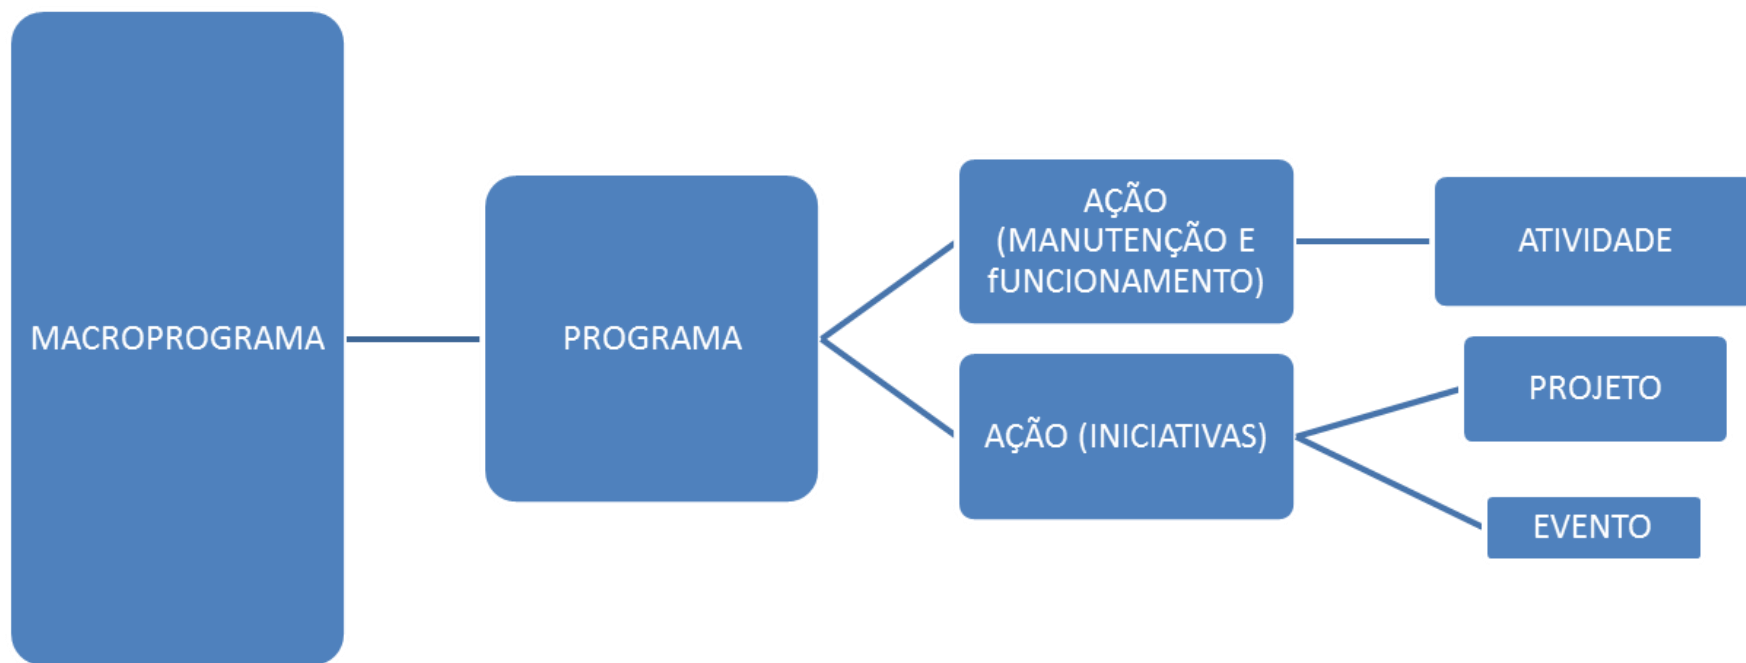 MACROPROGRAMA
PROGRAMA
AÇÃO
(MANUTENÇÃO E
fUNCIONAMENTO)
ATIVIDADE
AÇÃO (INICIATIVAS)
PROJETO
EVENTO